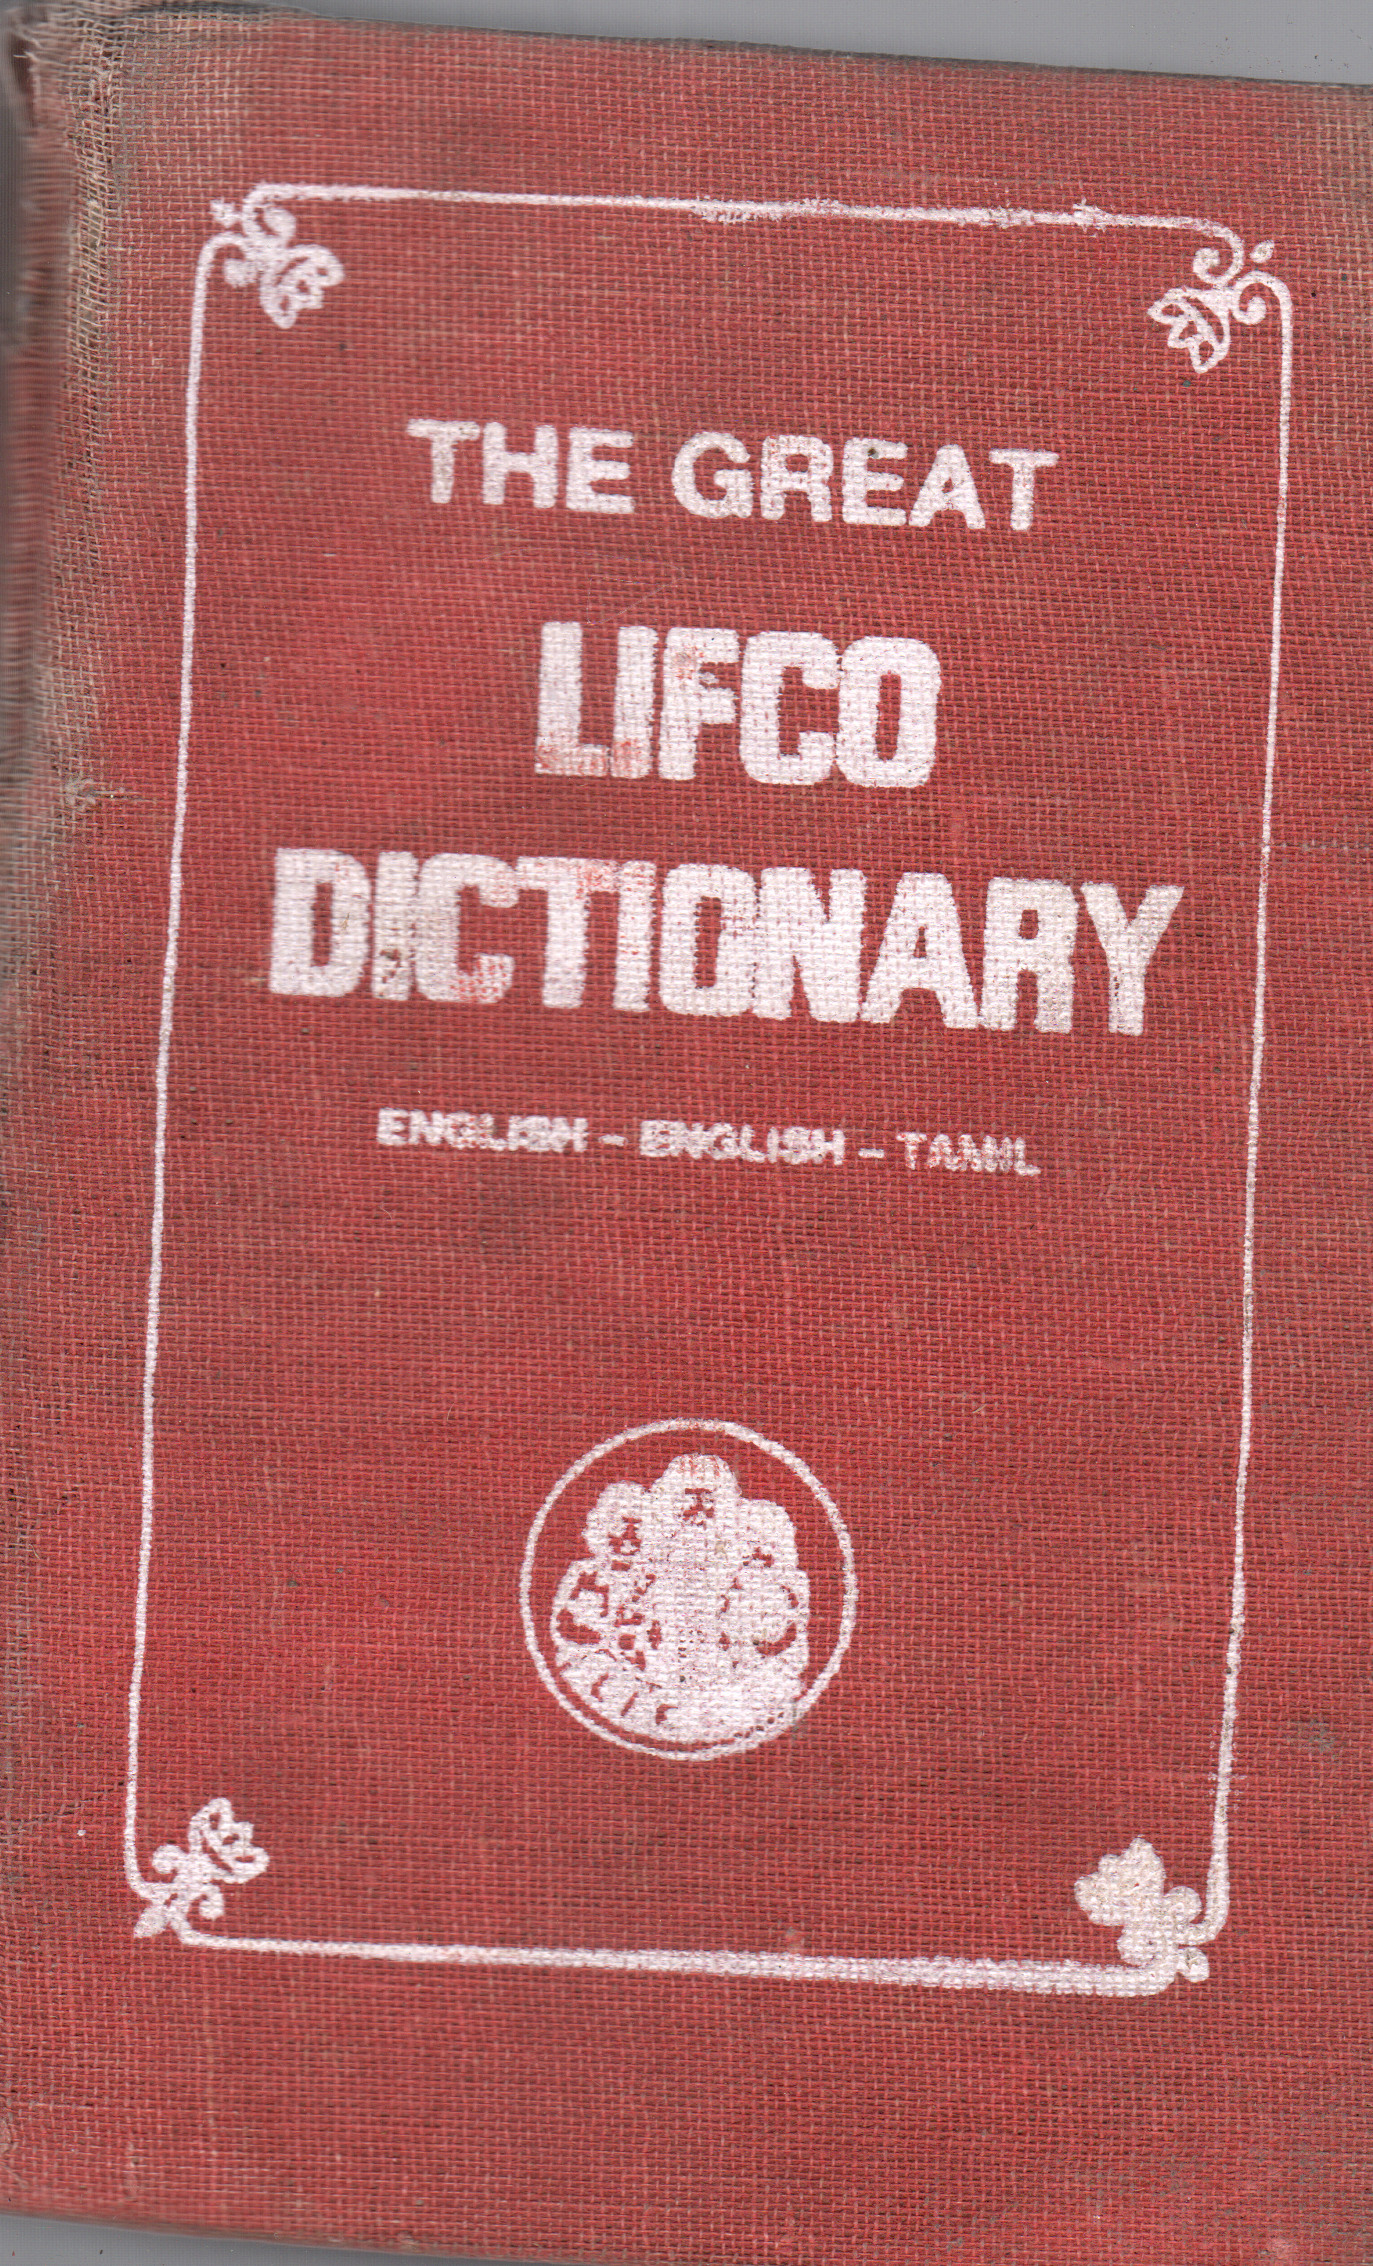 THE GREAT
LIFCO
DICTIONARY
ENGLISH - ENGLISH - TAMIL